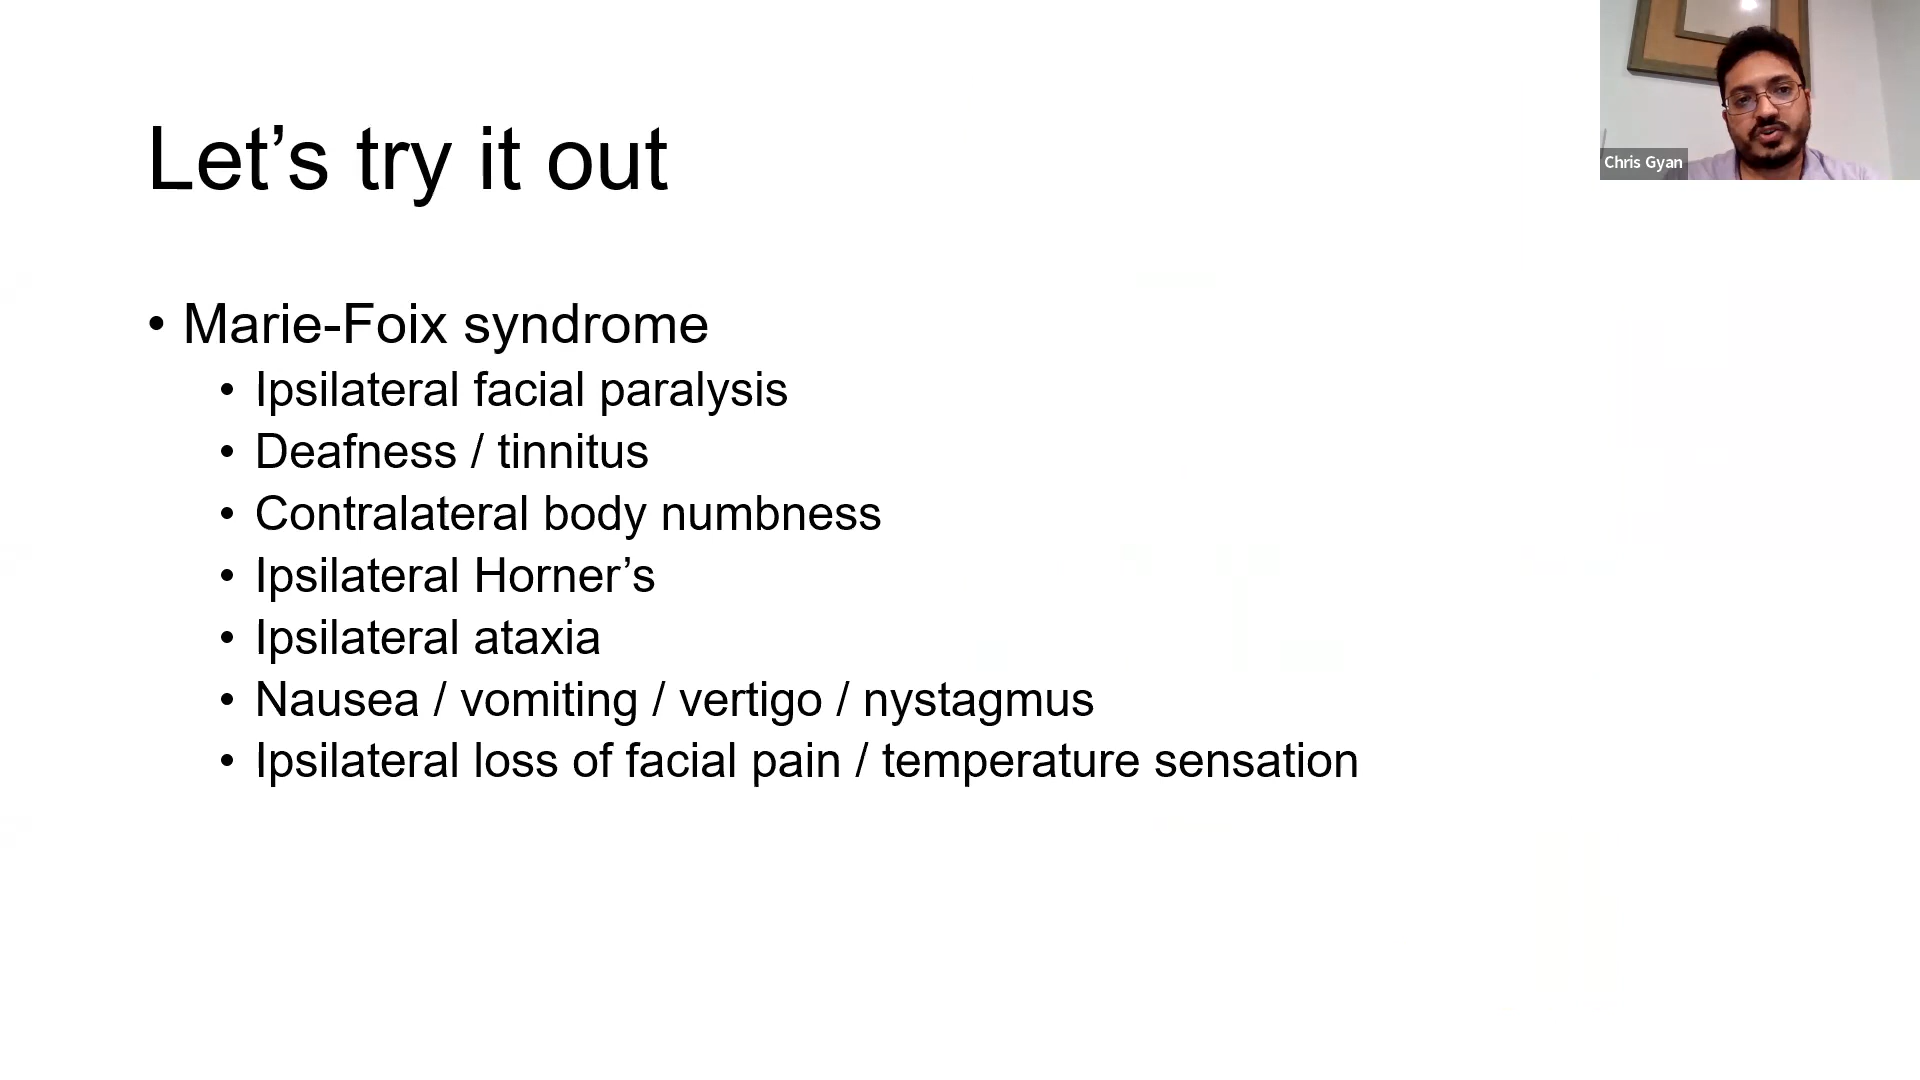 Let’s try it out
Chris Gyan
• Marie-Foix syndrome
• Ipsilateral facial paralysis
• Deafness / tinnitus
• Contralateral body numbness
• Ipsilateral Horner’s
• Ipsilateral ataxia
• Nausea / vomiting / vertigo / nystagmus
• Ipsilateral loss of facial pain / temperature sensation